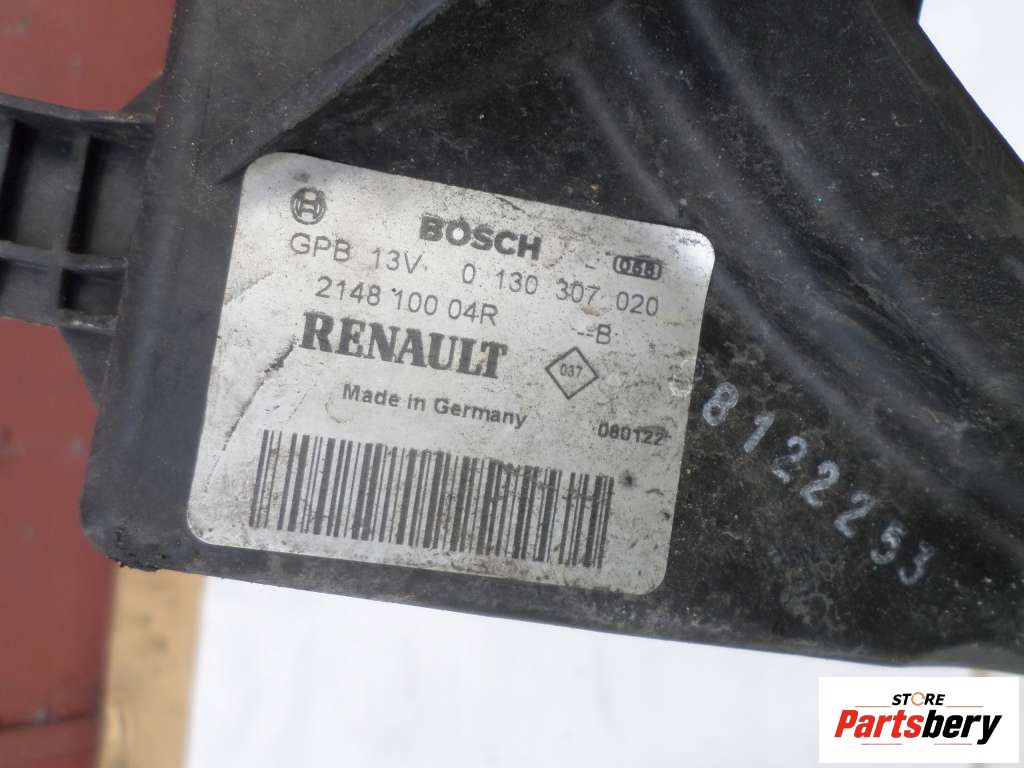 BOSCH
GPB 13V 0 130 307 020
2148 100 04R --B
RENAULT
037
Made in Germany
080122
8122253
STORE
Partsbery